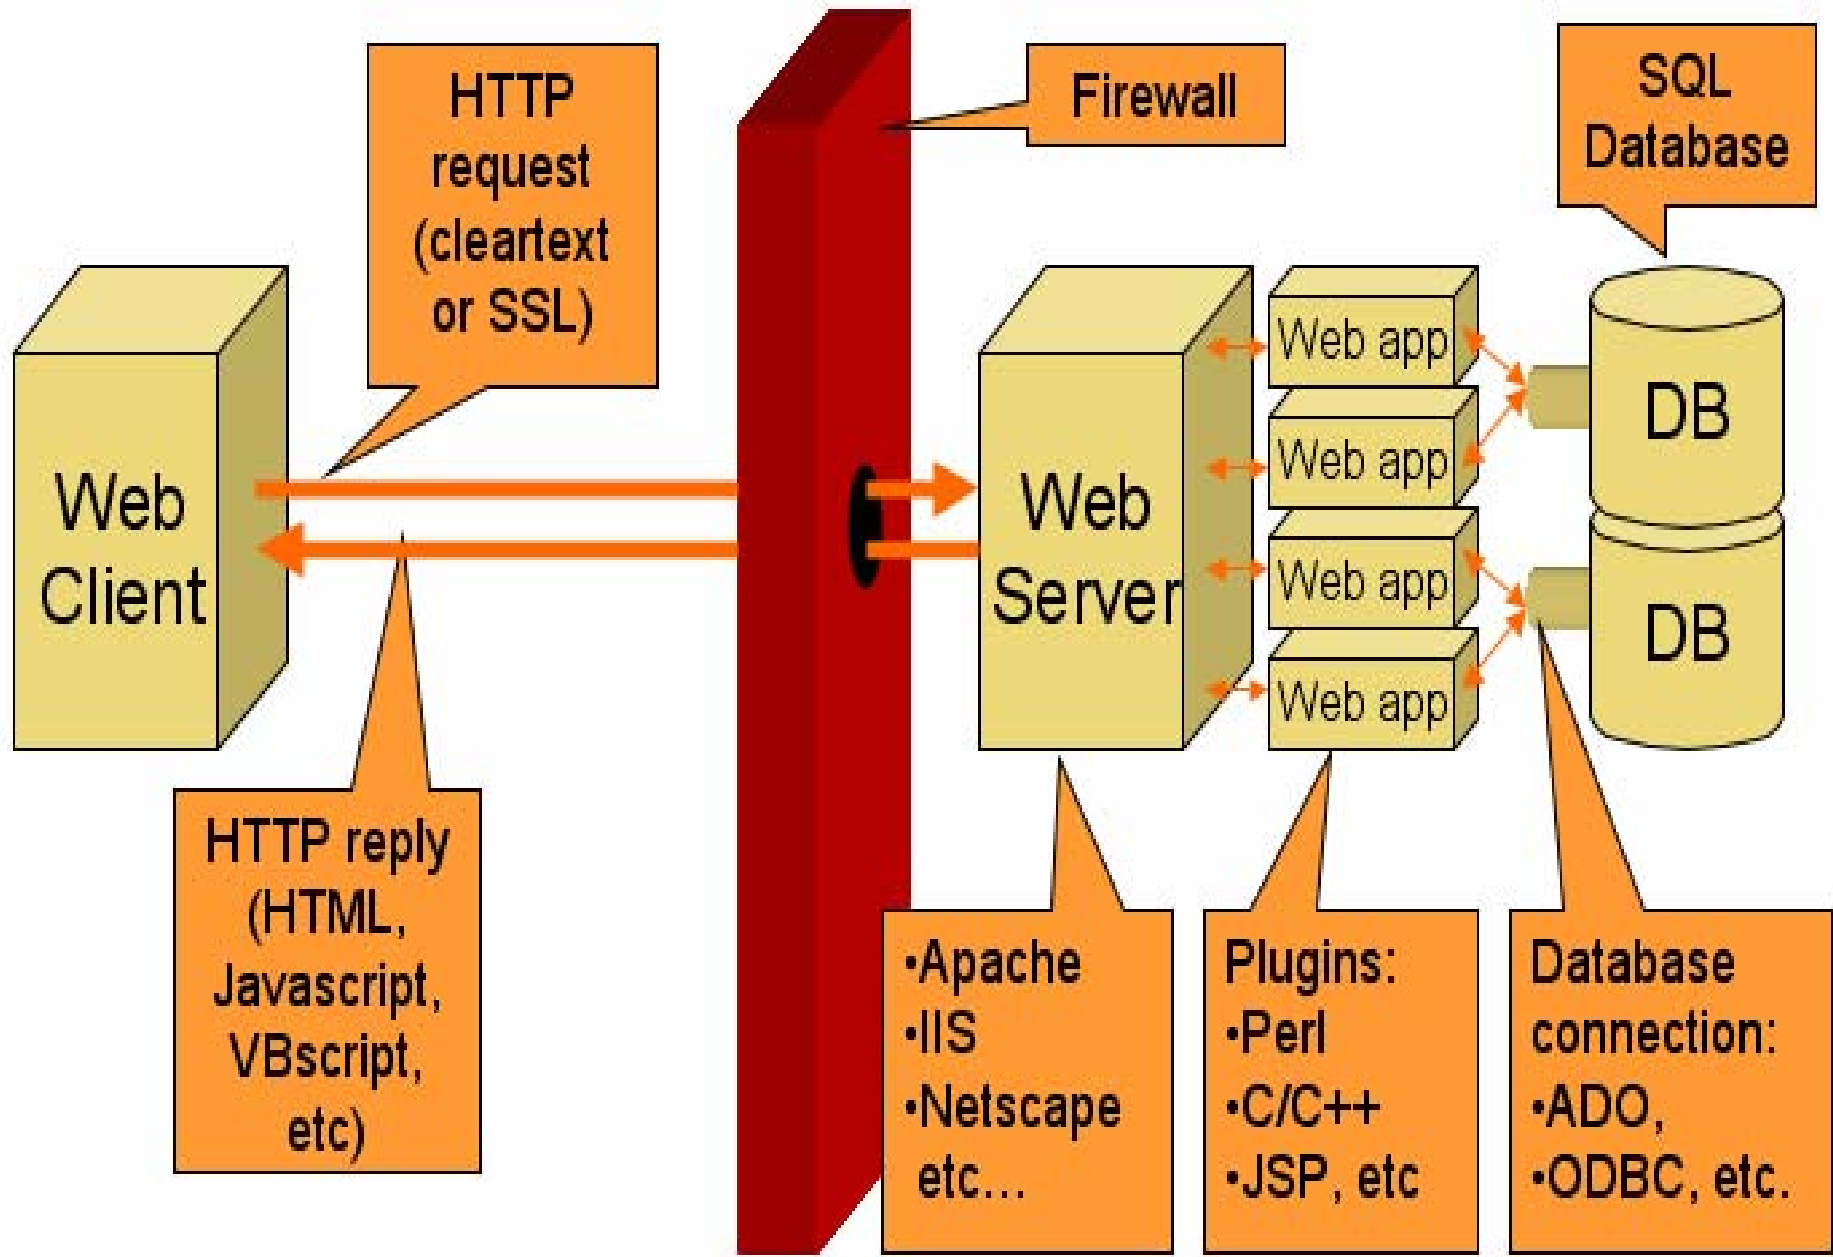 HTTP
request
(cleartext
or SSL)
Firewall
SQL
Database
Web
Client
Web
Server
Web app
Web app
Web app
Web app
DB
DB
HTTP reply
(HTML,
Javascript,
VBscript,
etc)
•Apache
•IIS
•Netscape
etc...
Plugins:
•Perl
•C/C++
•JSP, etc
Database
connection:
•ADO,
•ODBC, etc.